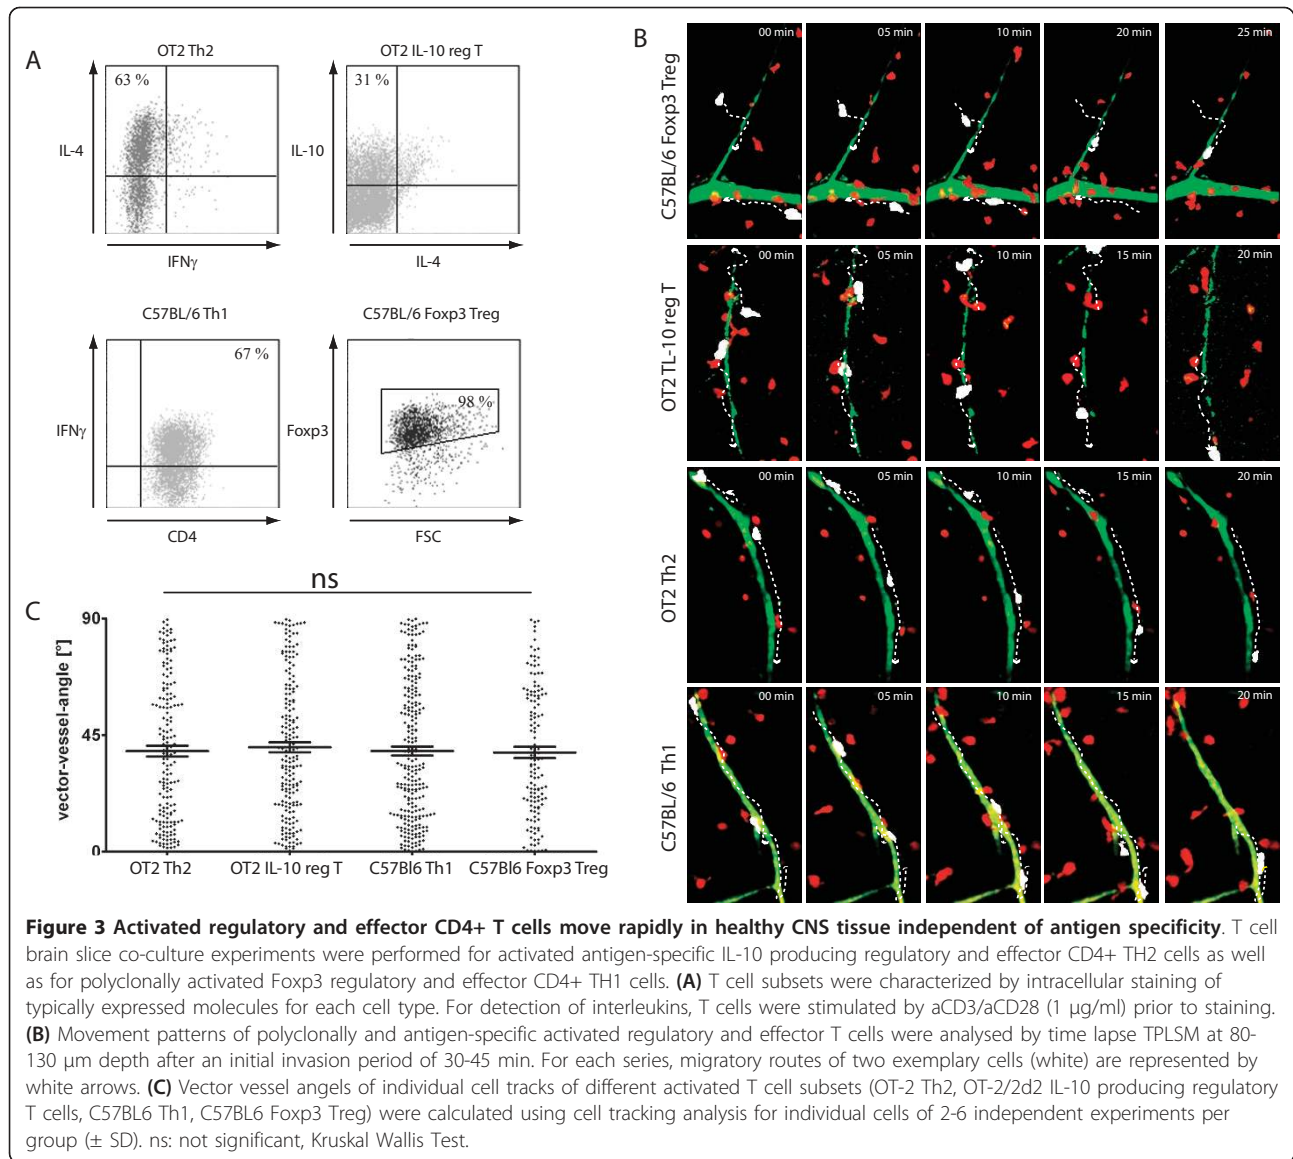 A
OT2 Th2
63 %
IL-4
IFNγ
OT2 IL-10 reg T
31 %
IL-10
IL-4
C57BL/6 Th1
67 %
IFNγ
CD4
C57BL/6 Foxp3 Treg
98 %
Foxp3
FSC
B
C57BL/6 Foxp3 Treg
00 min
05 min
10 min
20 min
25 min
OT2 TL-10 reg T
00 min
05 min
10 min
15 min
20 min
OT2 Th2
00 min
05 min
10 min
15 min
20 min
C57BL/6 Th1
00 min
05 min
10 min
15 min
20 min
C
ns
vector-vessel-angle [°]
90
45
0
OT2 Th2
OT2 IL-10 reg T
C57Bl6 Th1
C57Bl6 Foxp3 Treg
Figure 3 Activated regulatory and effector CD4+ T cells move rapidly in healthy CNS tissue independent of antigen specificity. T cell
brain slice co-culture experiments were performed for activated antigen-specific IL-10 producing regulatory and effector CD4+ TH2 cells as well
as for polyclonally activated Foxp3 regulatory and effector CD4+ TH1 cells. (A) T cell subsets were characterized by intracellular staining of
typically expressed molecules for each cell type. For detection of interleukins, T cells were stimulated by aCD3/aCD28 (1 μg/ml) prior to staining.
(B) Movement patterns of polyclonally and antigen-specific activated regulatory and effector T cells were analysed by time lapse TPLSM at 80-
130 μm depth after an initial invasion period of 30-45 min. For each series, migratory routes of two exemplary cells (white) are represented by
white arrows. (C) Vector vessel angels of individual cell tracks of different activated T cell subsets (OT-2 Th2, OT-2/2d2 IL-10 producing regulatory
T cells, C57BL6 Th1, C57BL6 Foxp3 Treg) were calculated using cell tracking analysis for individual cells of 2-6 independent experiments per
group (± SD). ns: not significant, Kruskal Wallis Test.